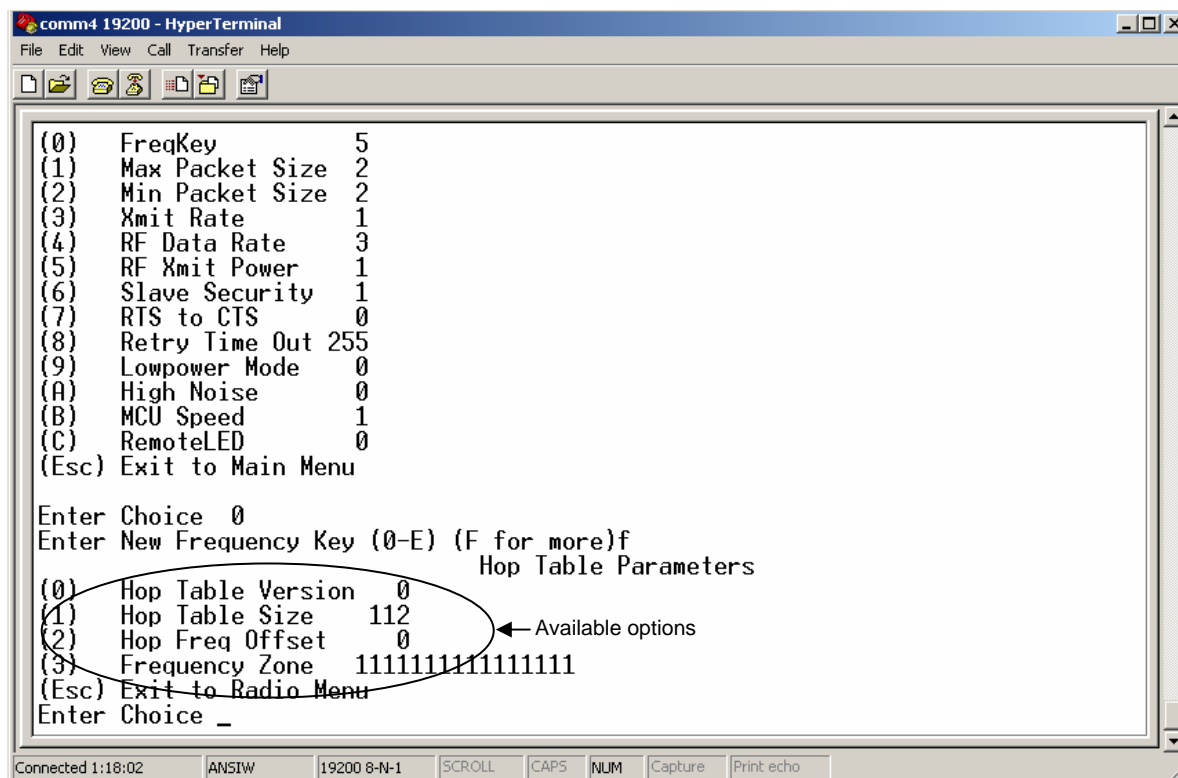 comm4 19200 - HyperTerminal
File Edit View Call Transfer Help
(0) FreqKey 5
(1) Max Packet Size 2
(2) Min Packet Size 2
(3) Xmit Rate 1
(4) RF Data Rate 3
(5) RF Xmit Power 1
(6) Slave Security 1
(7) RTS to CTS 0
(8) Retry Time Out 255
(9) Lowpower Mode 0
(A) High Noise 0
(B) MCU Speed 1
(C) RemoteLED 0
(Esc) Exit to Main Menu
Enter Choice 0
Enter New Frequency Key (0-E) (F for more)f
Hop Table Parameters
(0) Hop Table Version 0
(1) Hop Table Size 112
(2) Hop Freq Offset 0
Available options
(3) Frequency Zone 1111111111111111
(Esc) Exit to Radio Menu
Enter Choice _
Connected 1:18:02 ANSIW 19200 8-N-1 SCROLL CAPS NUM Capture Print echo